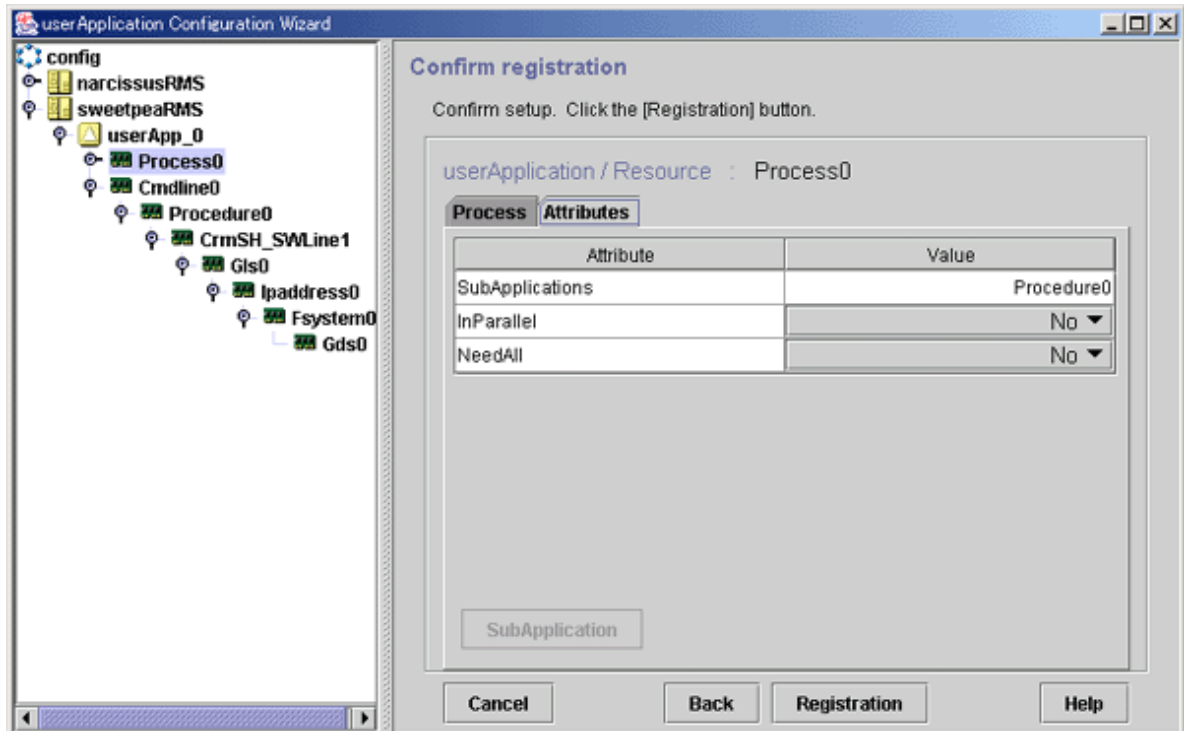 userApplication Configuration Wizard
config
narcissusRMS
sweetpeaRMS
userApp_0
Process0
Cmdline0
Procedure0
CrmSH_SWLine1
Gls0
Ipaddress0
Fsystem0
Gds0
Confirm registration
Confirm setup. Click the [Registration] button.
userApplication / Resource : Process0
Process Attributes
Attribute Value
SubApplications Procedure0
InParallel No
NeedAll No
SubApplication
Cancel Back Registration Help